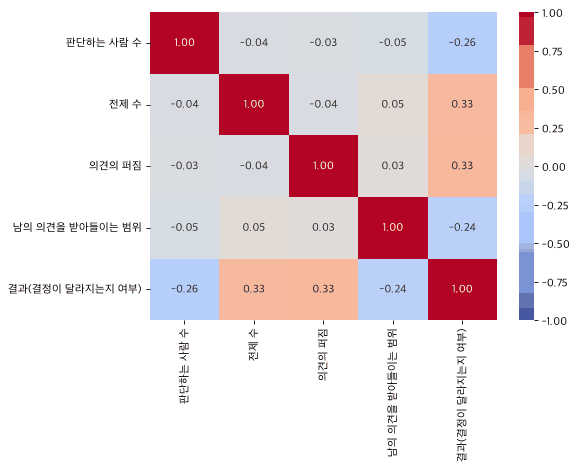 판단하는 사람 수
1.00 -0.04 -0.03 -0.05 -0.26
전제 수
-0.04 1.00 -0.04 0.05 0.33
의견의 퍼짐
-0.03 -0.04 1.00 0.03 0.33
남의 의견을 받아들이는 범위
-0.05 0.05 0.03 1.00 -0.24
결과(결정이 달라지는지 여부)
-0.26 0.33 0.33 -0.24 1.00
판단하는 사람 수
전제 수
의견의 퍼짐
남의 의견을 받아들이는 범위
결과(결정이 달라지는지 여부)
1.00
0.75
0.50
0.25
0.00
-0.25
-0.50
-0.75
-1.00